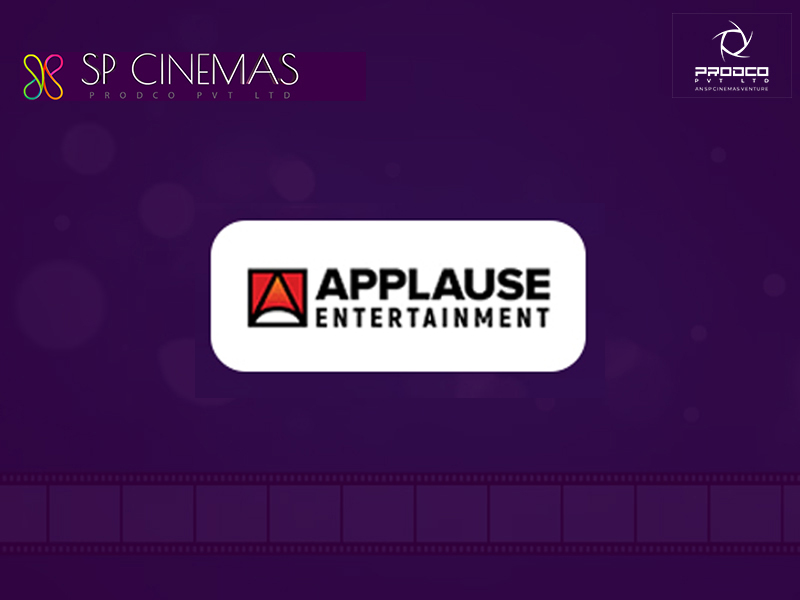 SP CINEMAS
PRODCO PVT LTD
PRODCO
PVT LTD
AN SP CINEMAS VENTURE
APPLAUSE
ENTERTAINMENT